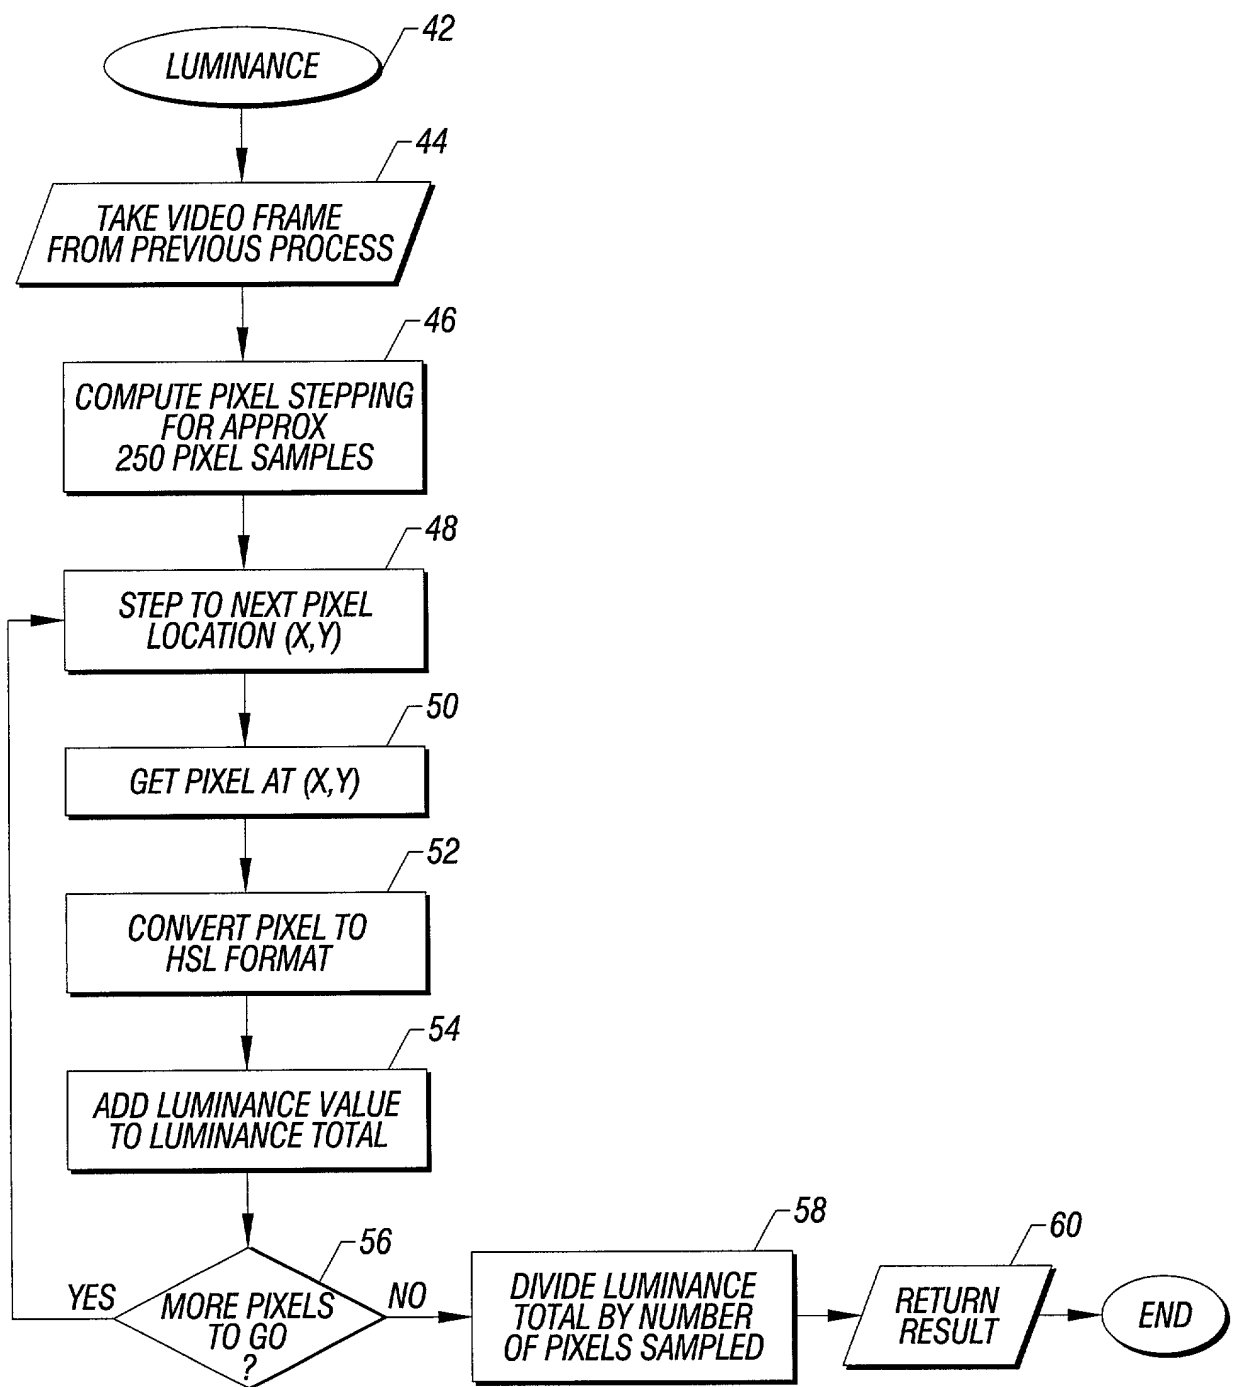 42
LUMINANCE
44
TAKE VIDEO FRAME
FROM PREVIOUS PROCESS
46
COMPUTE PIXEL STEPPING
FOR APPROX
250 PIXEL SAMPLES
48
STEP TO NEXT PIXEL
LOCATION (X,Y)
50
GET PIXEL AT (X,Y)
52
CONVERT PIXEL TO
HSL FORMAT
54
ADD LUMINANCE VALUE
TO LUMINANCE TOTAL
56
YES
MORE PIXELS
TO GO
?
NO
58
DIVIDE LUMINANCE
TOTAL BY NUMBER
OF PIXELS SAMPLED
60
RETURN
RESULT
END